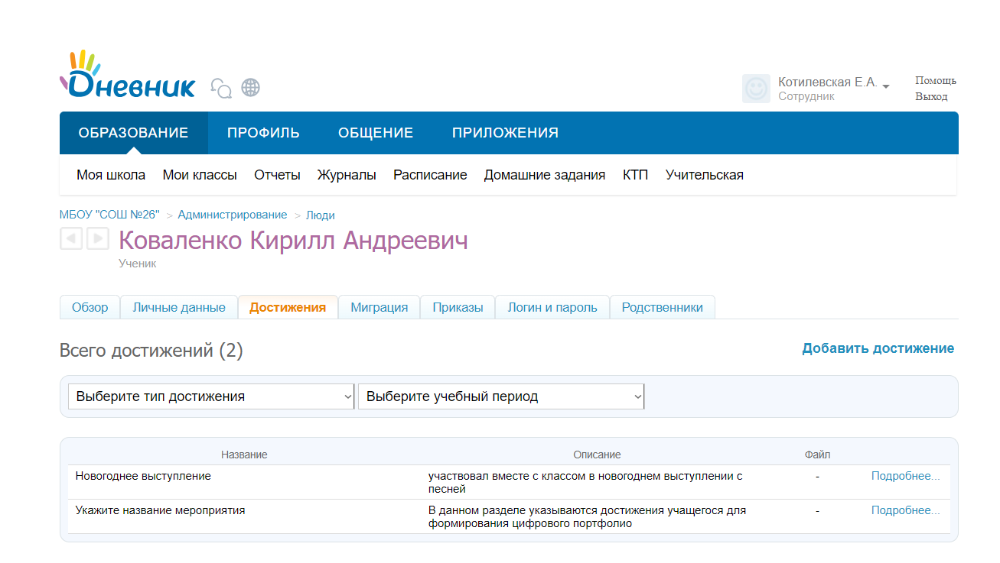 Дневник
Котилевская Е.А.
Сотрудник
Помощь
Выход
ОБРАЗОВАНИЕ ПРОФИЛЬ ОБЩЕНИЕ ПРИЛОЖЕНИЯ
Моя школа Мои классы Отчеты Журналы Расписание Домашние задания КТП Учительская
МБОУ "СОШ №26" > Администрирование > Люди
Коваленко Кирилл Андреевич
Ученик
Обзор Личные данные Достижения Миграция Приказы Логин и пароль Родственники
Всего достижений (2) Добавить достижение
Выберите тип достижения Выберите учебный период
Название Описание Файл
Новогоднее выступление участвовал вместе с классом в новогоднем выступлении с - Подробнее...
песней
Укажите название мероприятия В данном разделе указываются достижения учащегося для - Подробнее...
формирования цифрового портфолио